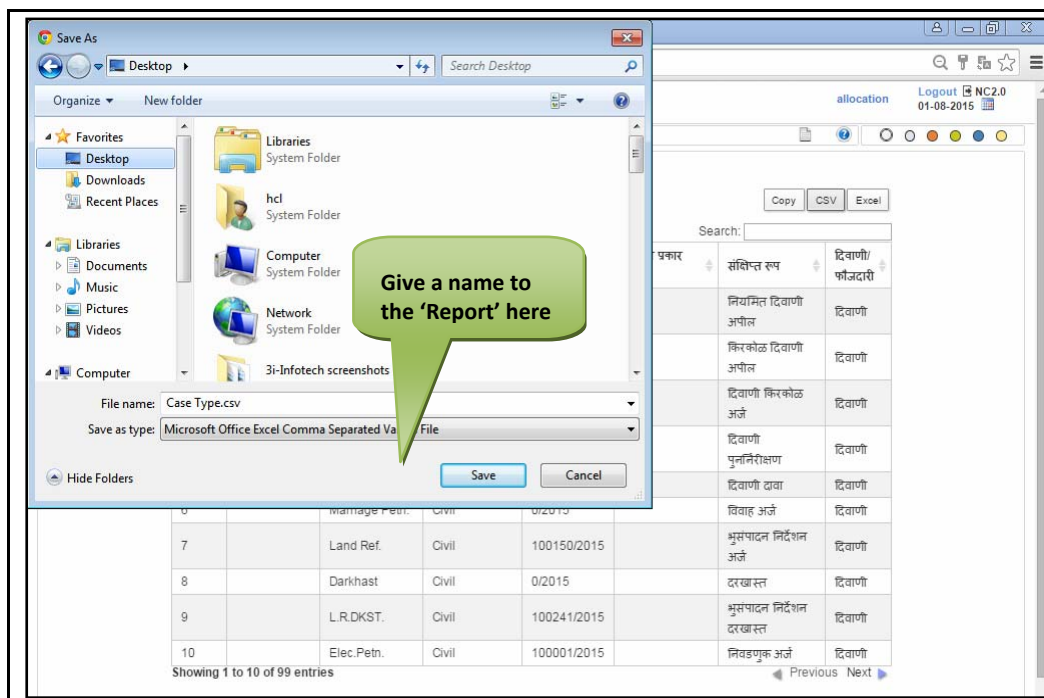 Save As
Desktop
Search Desktop
Organize New folder
allocation
Logout NC2.0
01-08-2015
Favorites
Desktop
Downloads
Recent Places
Libraries
Documents
Music
Pictures
Videos
Computer
Libraries
System Folder
hcl
System Folder
Computer
System Folder
Network
System Folder
3i-Infotech screenshots
Give a name to
the ‘Report’ here
File name: Case Type.csv
Save as type: Microsoft Office Excel Comma Separated File
Hide Folders
Save Cancel
Copy CSV Excel
Search:
प्रकार संक्षिप्त रूप दिवाणी/
फौजदारी
नियमित दिवाणी
अपील
दिवाणी
किरकोळ दिवाणी
अपील
दिवाणी
दिवाणी किरकोळ
अर्ज
दिवाणी
दिवाणी
पुनर्निरीक्षण
दिवाणी
दिवाणी दावा दिवाणी
6 Marriage Petn. Civil 0/2015 विवाह अर्ज दिवाणी
7 Land Ref. Civil 100150/2015 भुसंपादन निर्देशन
अर्ज
दिवाणी
8 Darkhast Civil 0/2015 दरखास्त दिवाणी
9 L.R.DKST. Civil 100241/2015 भुसंपादन निर्देशन
दरखास्त
दिवाणी
10 Elec.Petn. Civil 100001/2015 निवडणुक अर्ज दिवाणी
Showing 1 to 10 of 99 entries
Previous Next